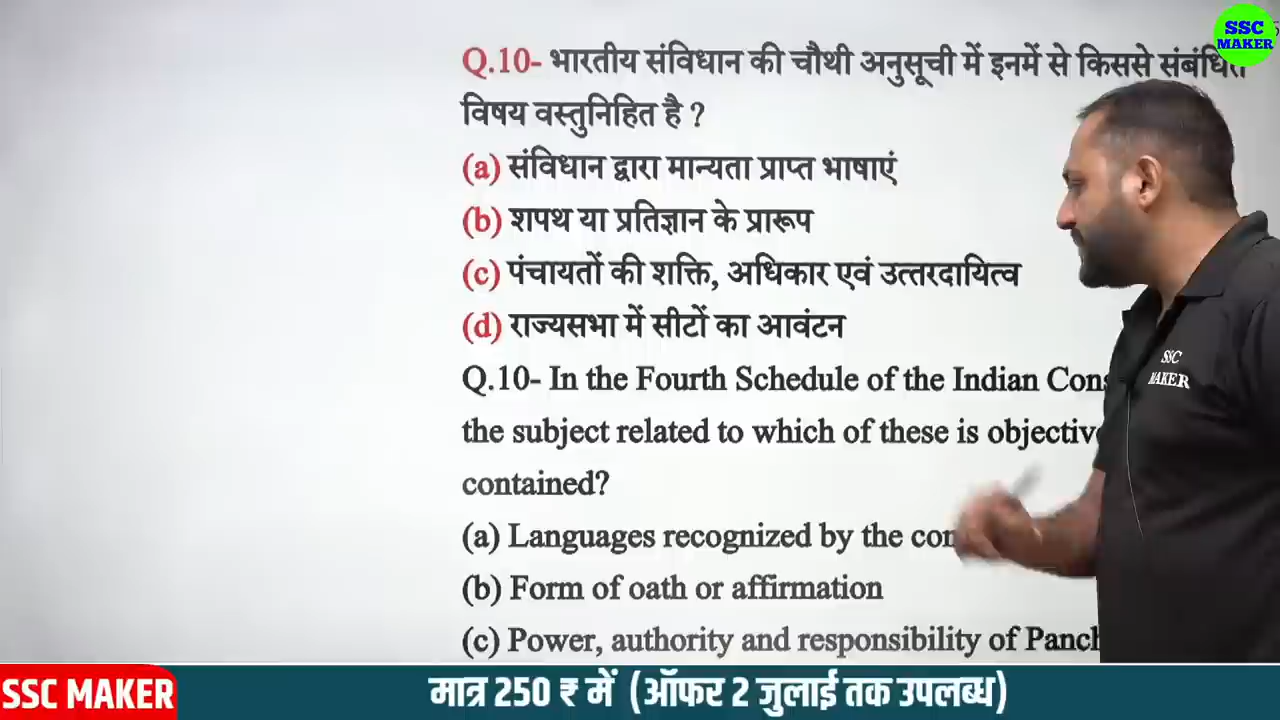 SSC
MAKER
Q.10- भारतीय संविधान की चौथी अनुसूची में इनमें से किससे संबंधित
विषय वस्तुनिहित है ?
(a) संविधान द्वारा मान्यता प्राप्त भाषाएं
(b) शपथ या प्रतिज्ञान के प्रारूप
(c) पंचायतों की शक्ति, अधिकार एवं उत्तरदायित्व
(d) राज्यसभा में सीटों का आवंटन
Q.10- In the Fourth Schedule of the Indian
the subject related to which of these is
contained?
(a) Languages recognized by the
(b) Form of oath or affirmation
(c) Power, authority and responsibility of
SSC
MAKER
SSC MAKER
मात्र 250 ₹ में (ऑफर 2 जुलाई तक उपलब्ध)